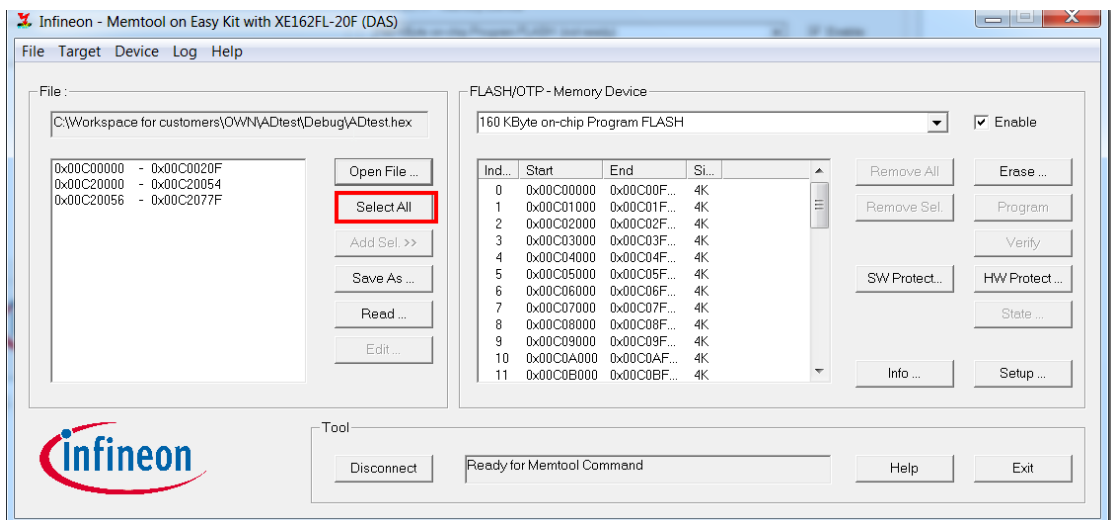 Infineon - Memtool on Easy Kit with XE162FL-20F (DAS)
File Target Device Log Help
File :
C:\Workspace for customers\OWN\ADtest\Debug\ADtest.hex
0x00C00000 - 0x00C0020F
0x00C20000 - 0x00C20054
0x00C20056 - 0x00C2077F
Open File ...
Select All
Add Sel. >>
Save As ...
Read ...
Edit ...
FLASH/OTP - Memory Device
160 KByte on-chip Program FLASH
Enable
Ind... Start End Si...
0 0x00C00000 0x00C00F... 4K
1 0x00C01000 0x00C01F... 4K
2 0x00C02000 0x00C02F... 4K
3 0x00C03000 0x00C03F... 4K
4 0x00C04000 0x00C04F... 4K
5 0x00C05000 0x00C05F... 4K
6 0x00C06000 0x00C06F... 4K
7 0x00C07000 0x00C07F... 4K
8 0x00C08000 0x00C08F... 4K
9 0x00C09000 0x00C09F... 4K
10 0x00C0A000 0x00C0AF... 4K
11 0x00C0B000 0x00C0BF... 4K
Remove All
Remove Sel.
SW Protect...
Info ...
Erase ...
Program
Verify
HW Protect ...
State ...
Setup ...
infineon
Tool
Disconnect
Ready for Memtool Command
Help
Exit